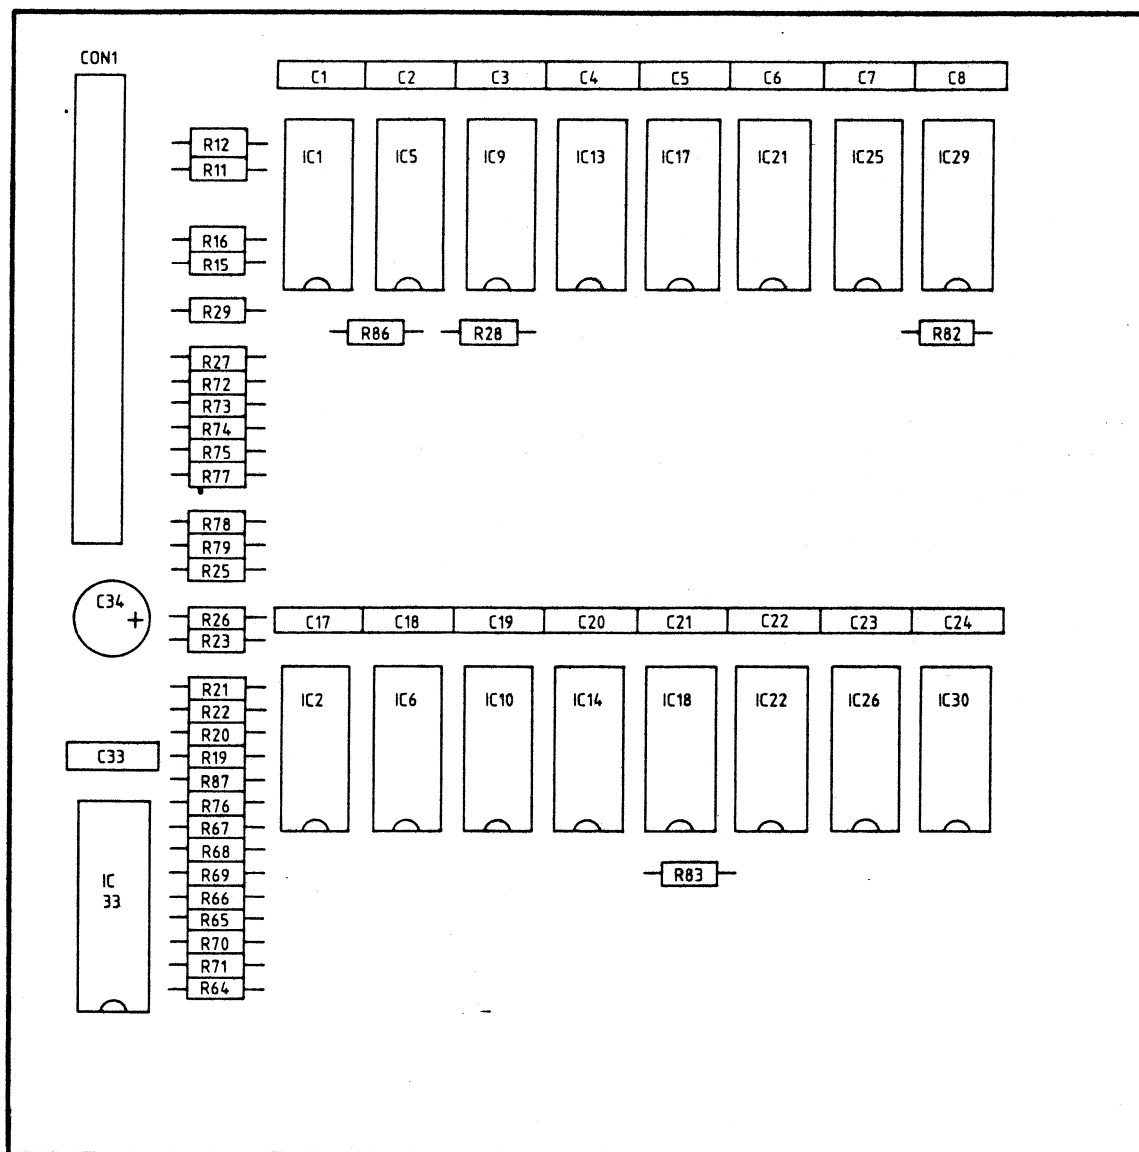 CON1
C1 C2 C3 C4 C5 C6 C7 C8
R12
IC1 IC5 IC9 IC13 IC17 IC21 IC25 IC29
R11
R16
R15
R29
R86 R28 R82
R27
R72
R73
R74
R75
R77
R78
R79
R25
C34
+
R26
C17 C18 C19 C20 C21 C22 C23 C24
R23
R21
IC2 IC6 IC10 IC14 IC18 IC22 IC26 IC30
R22
R20
C33
R19
R87
R76
R67
R68
R69
R83
IC
33
R66
R65
R70
R71
R64